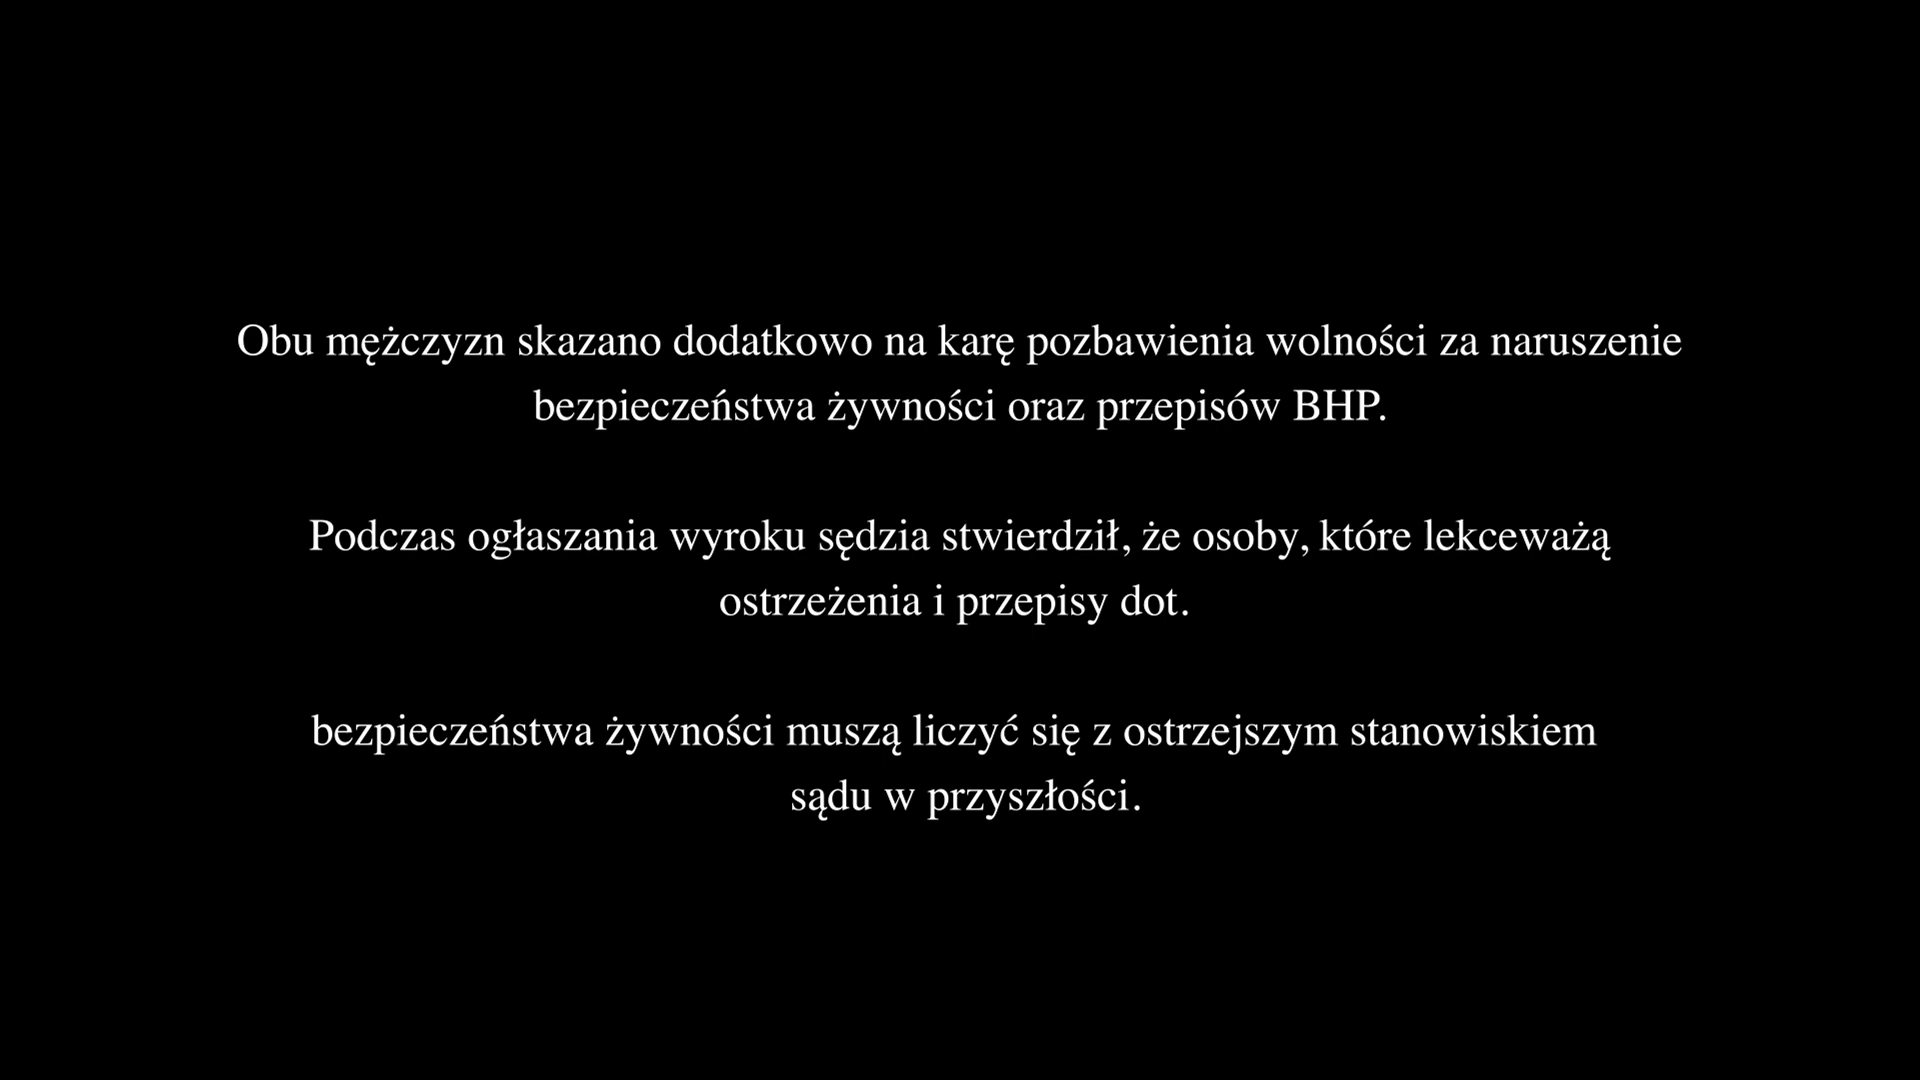 Obu mężczyzn skazano dodatkowo na karę pozbawienia wolności za naruszenie
bezpieczeństwa żywności oraz przepisów BHP.
Podczas ogłaszania wyroku sędzia stwierdził, że osoby, które lekceważą
ostrzeżenia i przepisy dot.
bezpieczeństwa żywności muszą liczyć się z ostrzejszym stanowiskiem
sądu w przyszłości.